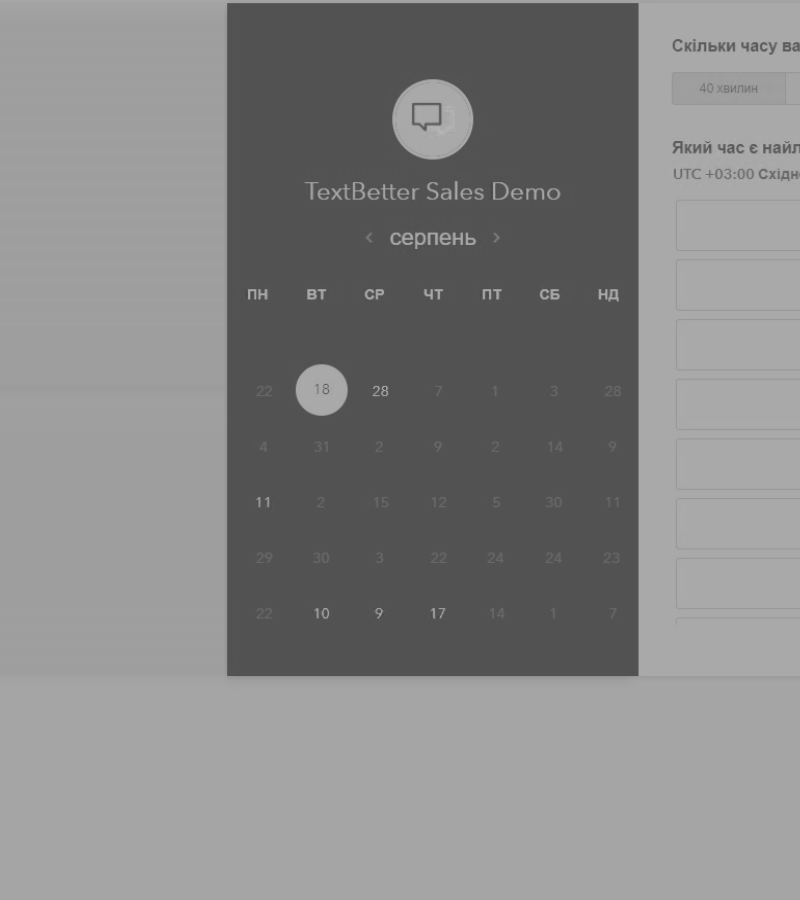 Скільки часу ва
40 хвилин
TextBetter Sales Demo
серпень
ПН ВТ СР ЧТ ПТ СБ НД
22 18 28 7 1 3 28
4 31 2 9 2 14 9
11 2 15 12 5 30 11
29 30 3 22 24 24 23
22 10 9 17 14 1 7
Який час є найл
UTC +03:00 Східн